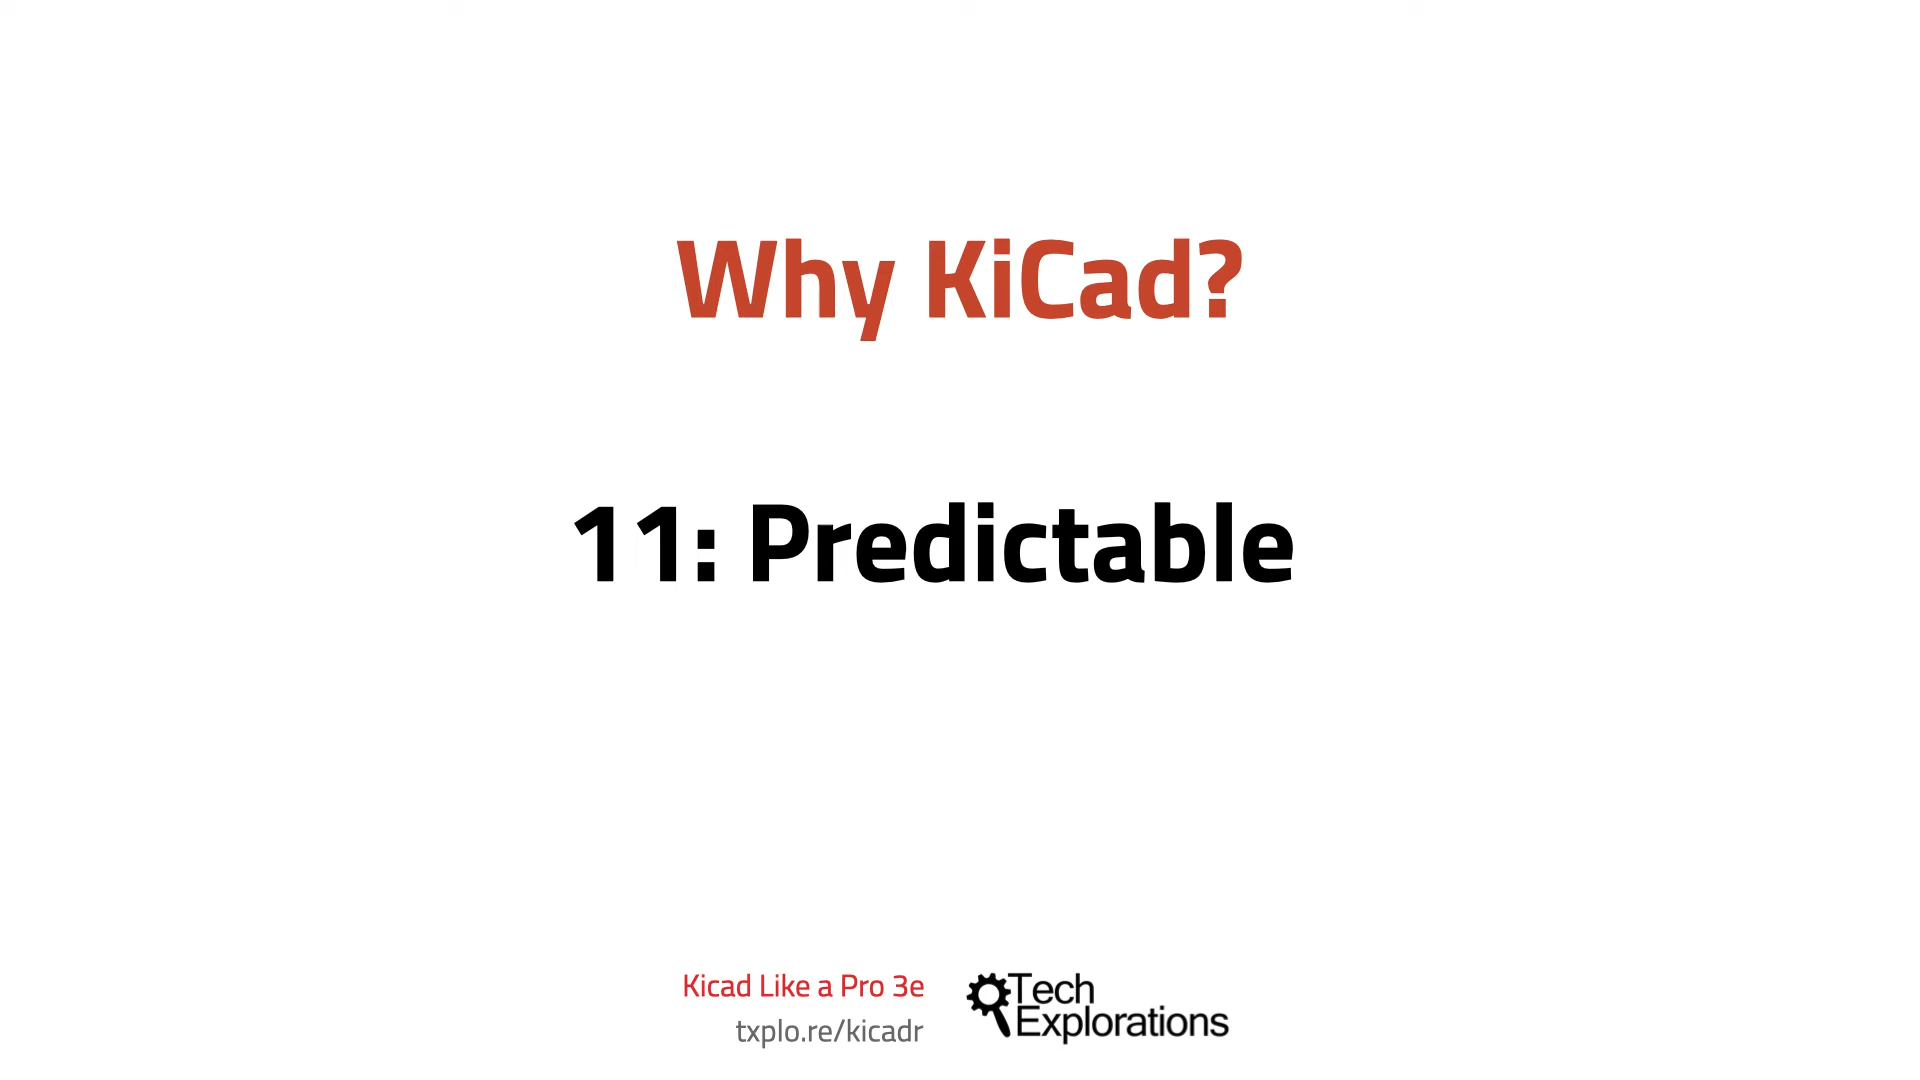 Why KiCad?
11: Predictable
Kicad Like a Pro 3e
txplo.re/kicadr
Tech
Explorations